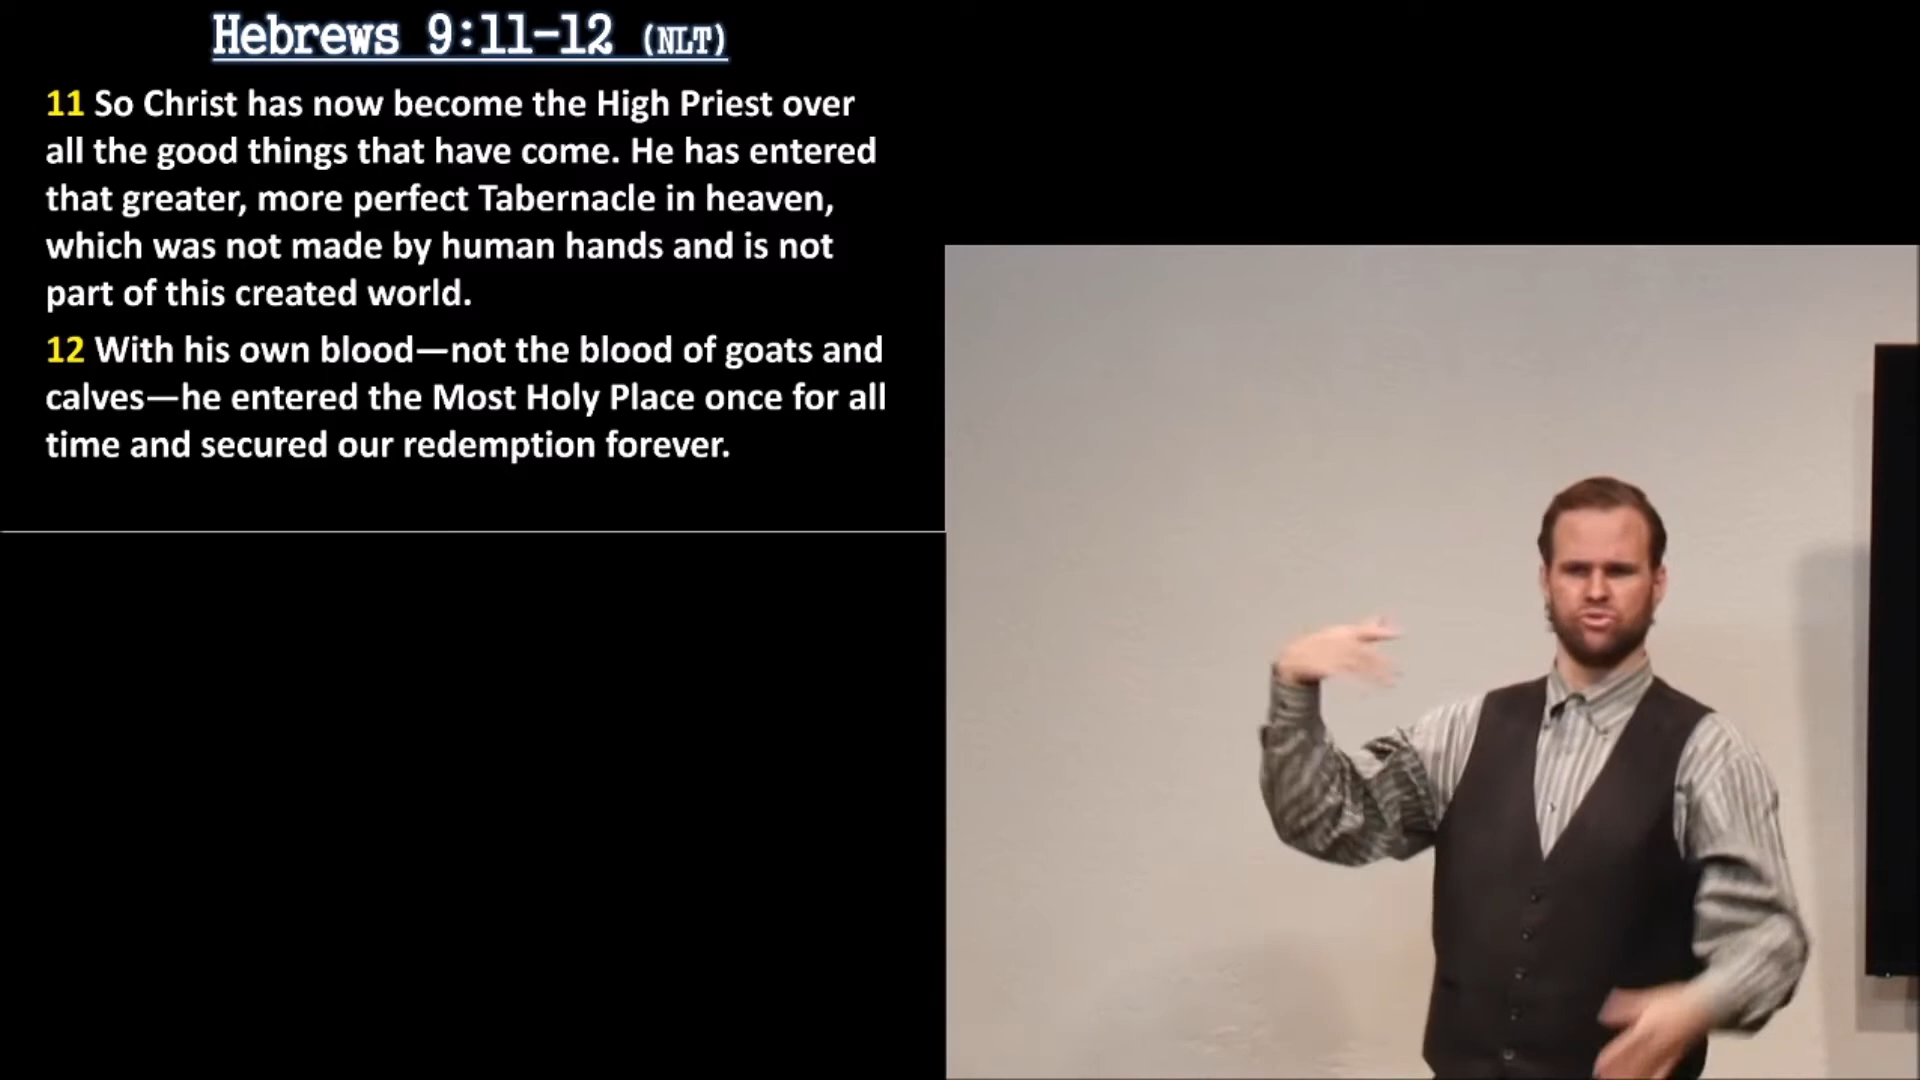 Hebrews 9:11-12 (NLT)
11 So Christ has now become the High Priest over
all the good things that have come. He has entered
that greater, more perfect Tabernacle in heaven,
which was not made by human hands and is not
part of this created world.
12 With his own blood—not the blood of goats and
calves—he entered the Most Holy Place once for all
time and secured our redemption forever.